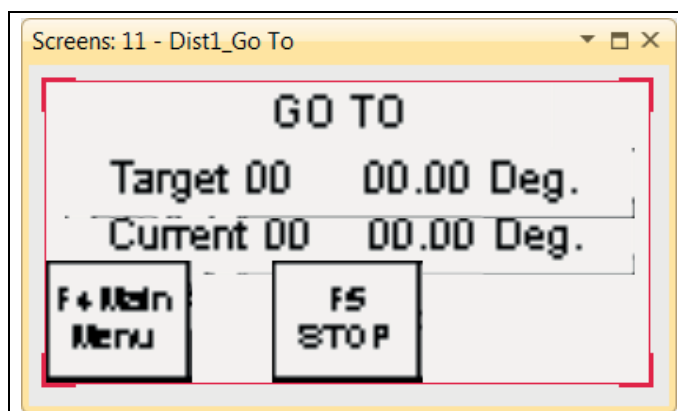 Screens: 11 - Dist1_Go To
GO TO
Target 00 00.00 Deg.
Current 00 00.00 Deg.
F4 Main
Menu
F5
STOP